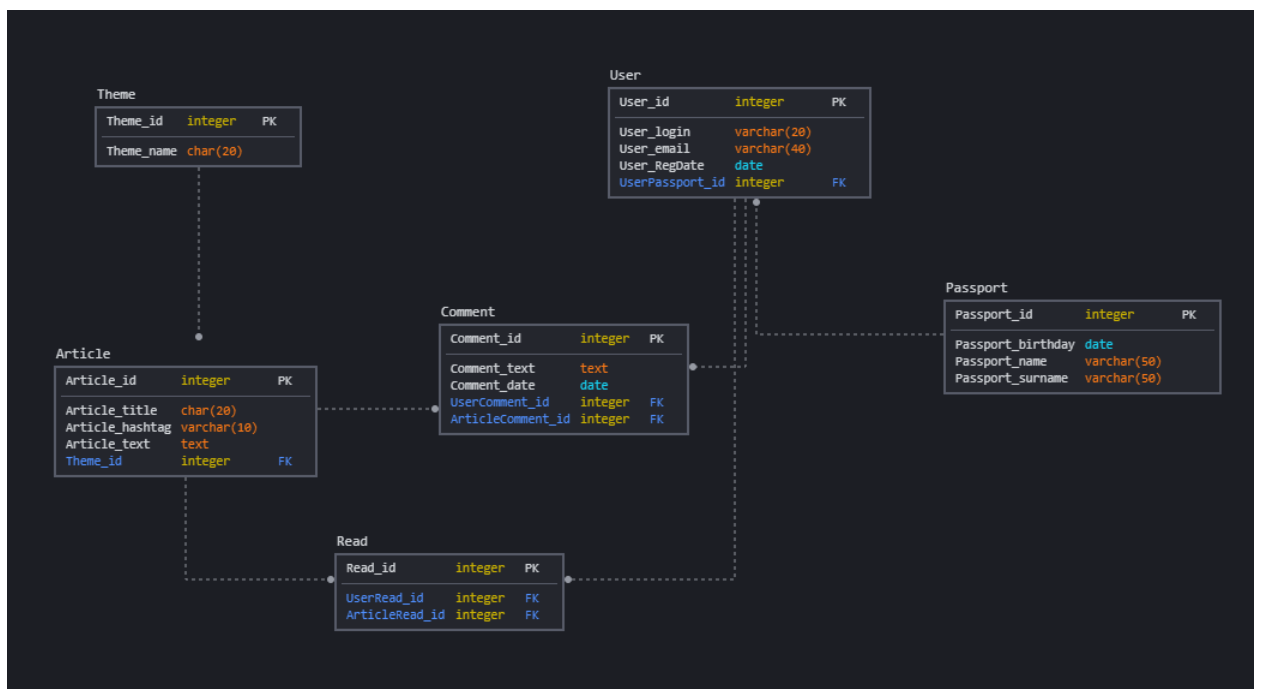 Theme
Theme_id integer PK
Theme_name char(20)
User
User_id integer PK
User_login varchar(20)
User_email varchar(40)
User_RegDate date
UserPassport_id integer FK
Passport
Passport_id integer PK
Passport_birthday date
Passport_name varchar(50)
Passport_surname varchar(50)
Comment
Comment_id integer PK
Comment_text text
Comment_date date
UserComment_id integer FK
ArticleComment_id integer FK
Article
Article_id integer PK
Article_title char(20)
Article_hashtag varchar(10)
Article_text text
Theme_id integer FK
Read
Read_id integer PK
UserRead_id integer FK
ArticleRead_id integer FK